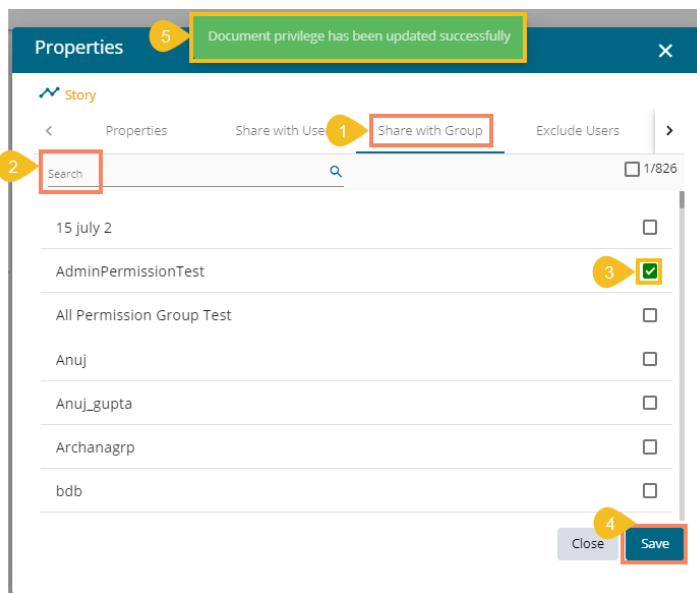 5 Document privilege has been updated successfully
Properties
Story
Properties Share with Use 1 Share with Group Exclude Users
2 Search 1/826
15 july 2
AdminPermissionTest 3
All Permission Group Test
Anuj
Anuj_gupta
Archanagrp
bdb
4
Close Save